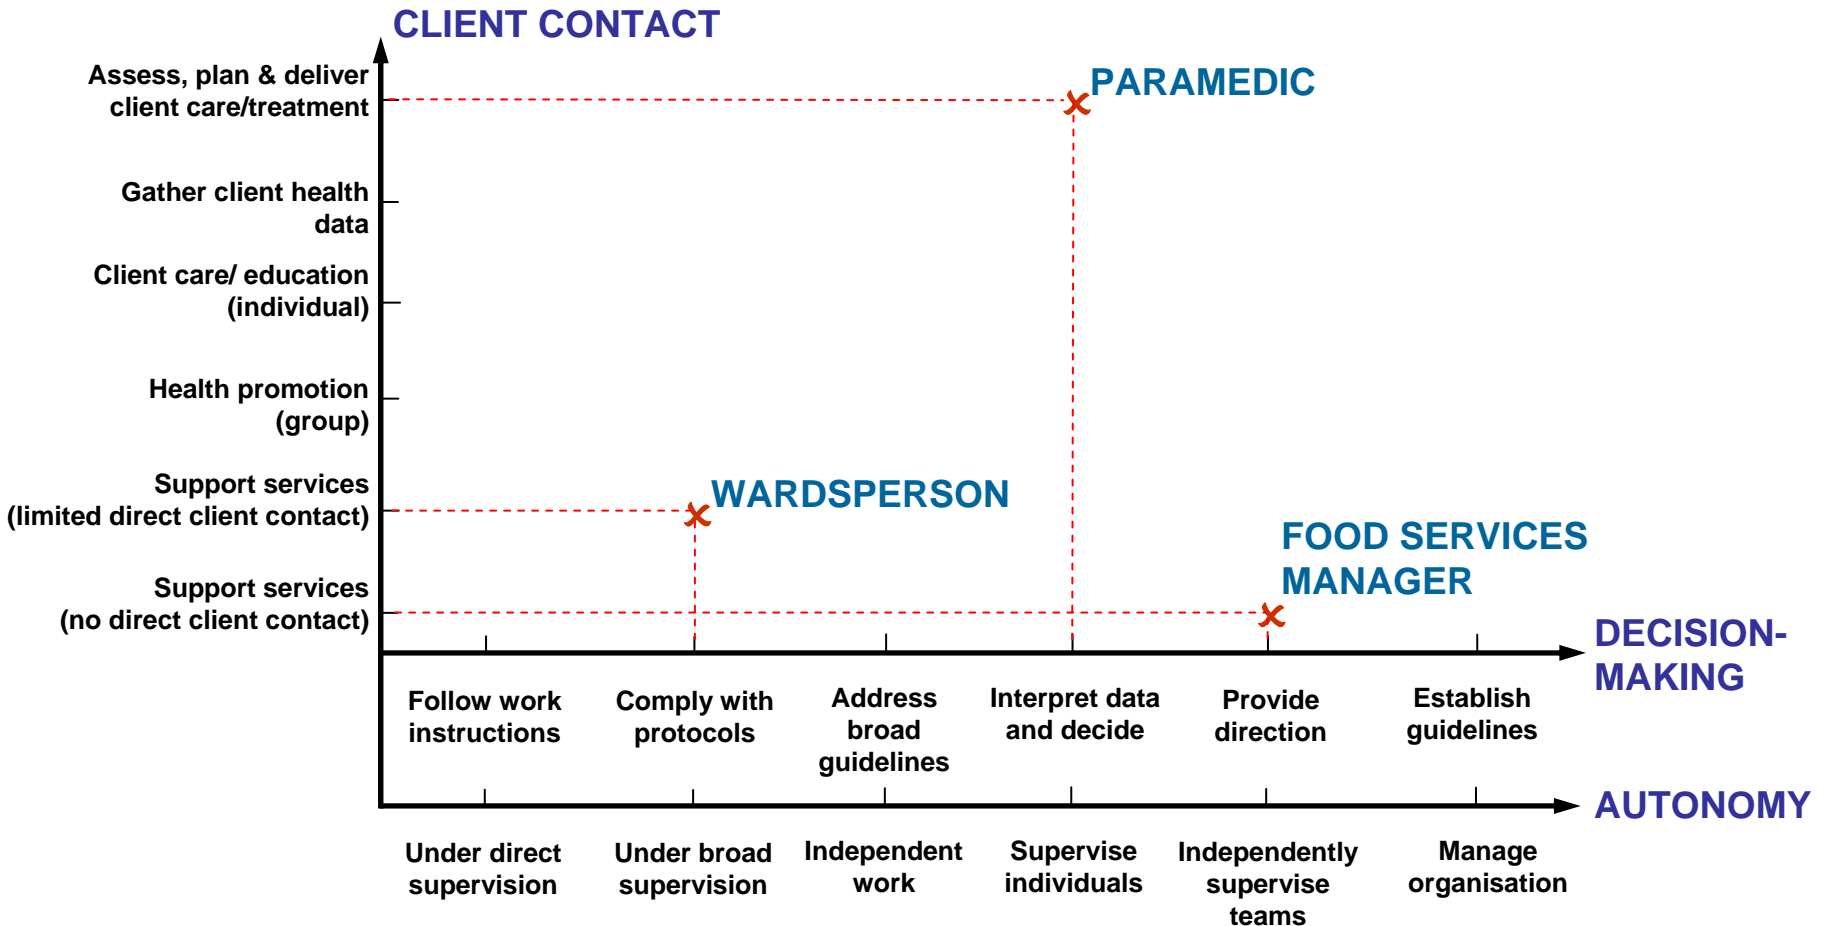 CLIENT CONTACT
Assess, plan & deliver
client care/treatment
PARAMEDIC
Gather client health
data
Client care/ education
(individual)
Health promotion
(group)
Support services
(limited direct client contact)
WARDSPERSON
FOOD SERVICES
MANAGER
Support services
(no direct client contact)
DECISION-
MAKING
Follow work
instructions
Comply with
protocols
Address
broad
guidelines
Interpret data
and decide
Provide
direction
Establish
guidelines
AUTONOMY
Under direct
supervision
Under broad
supervision
Independent
work
Supervise
individuals
Independently
supervise
teams
Manage
organisation